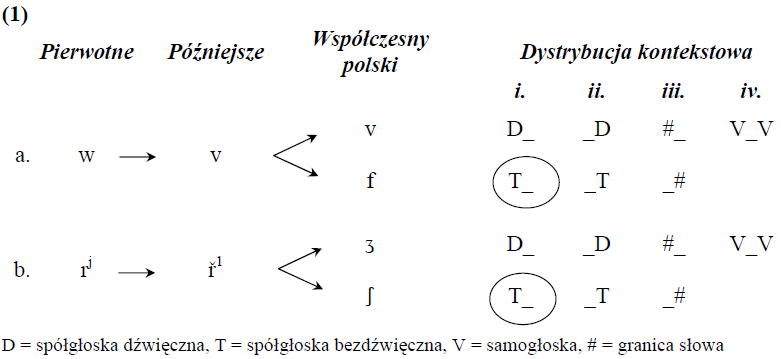 (1)
Pierwotne Późniejsze Współczesny polski Dystrybucja kontekstowa
i. ii. iii. iv.
v D_ _D #_ V_V
a. w v
f T_ _T _#
ʒ D_ _D #_ V_V
b. rʲ ř¹
ʃ T_ _T _#
D = spółgłoska dźwięczna, T = spółgłoska bezdźwięczna, V = samogłoska, # = granica słowa